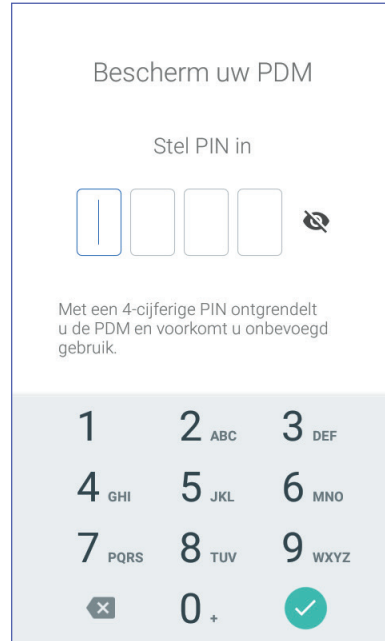 Bescherm uw PDM
Stel PIN in
Met een 4-cijferige PIN ontgrendelt
u de PDM en voorkomt u onbevoegd
gebruik.
1 2 ABC 3 DEF
4 GHI 5 JKL 6 MNO
7 PQRS 8 TUV 9 WXYZ
0 +